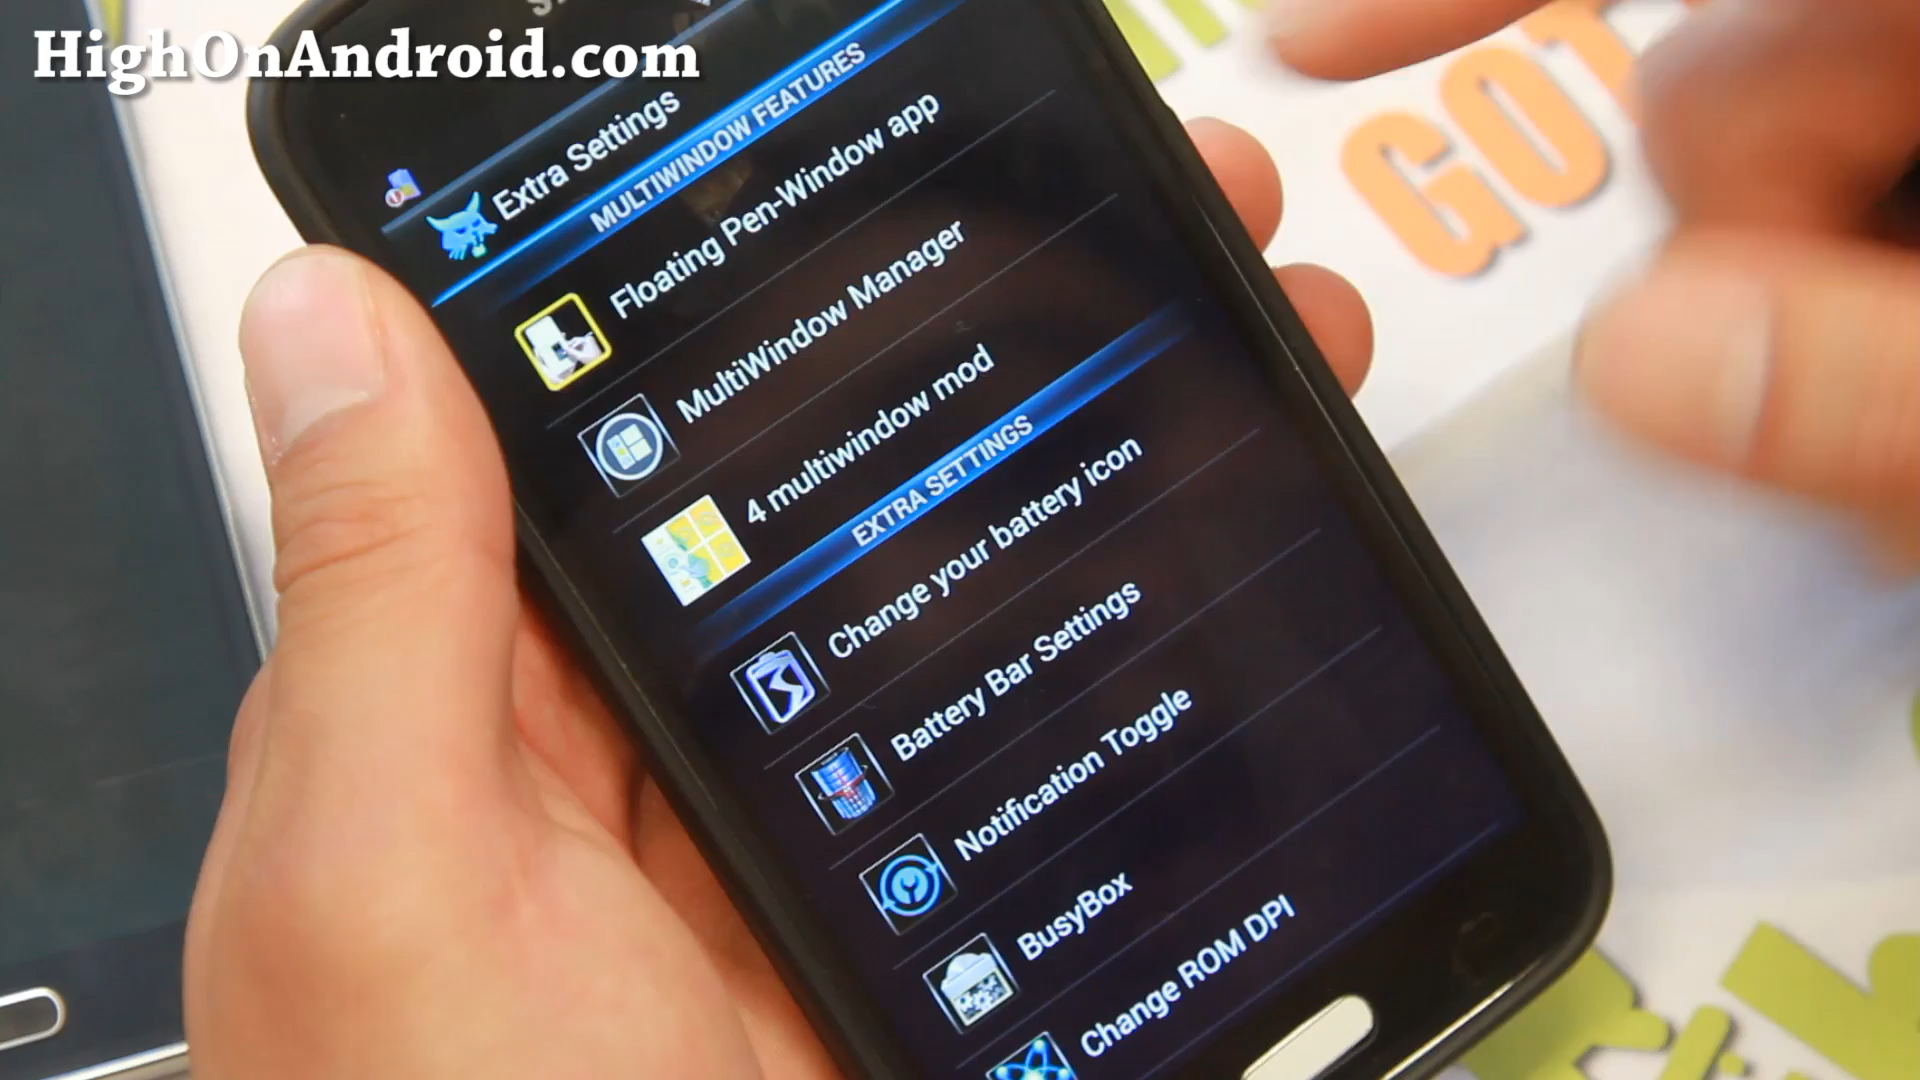 HighOnAndroid.com
Extra Settings
MULTIWINDOW FEATURES
Floating Pen-Window app
MultiWindow Manager
4 multiwindow mod
EXTRA SETTINGS
Change your battery icon
Battery Bar Settings
Notification Toggle
BusyBox
Change ROM DPI
GOT